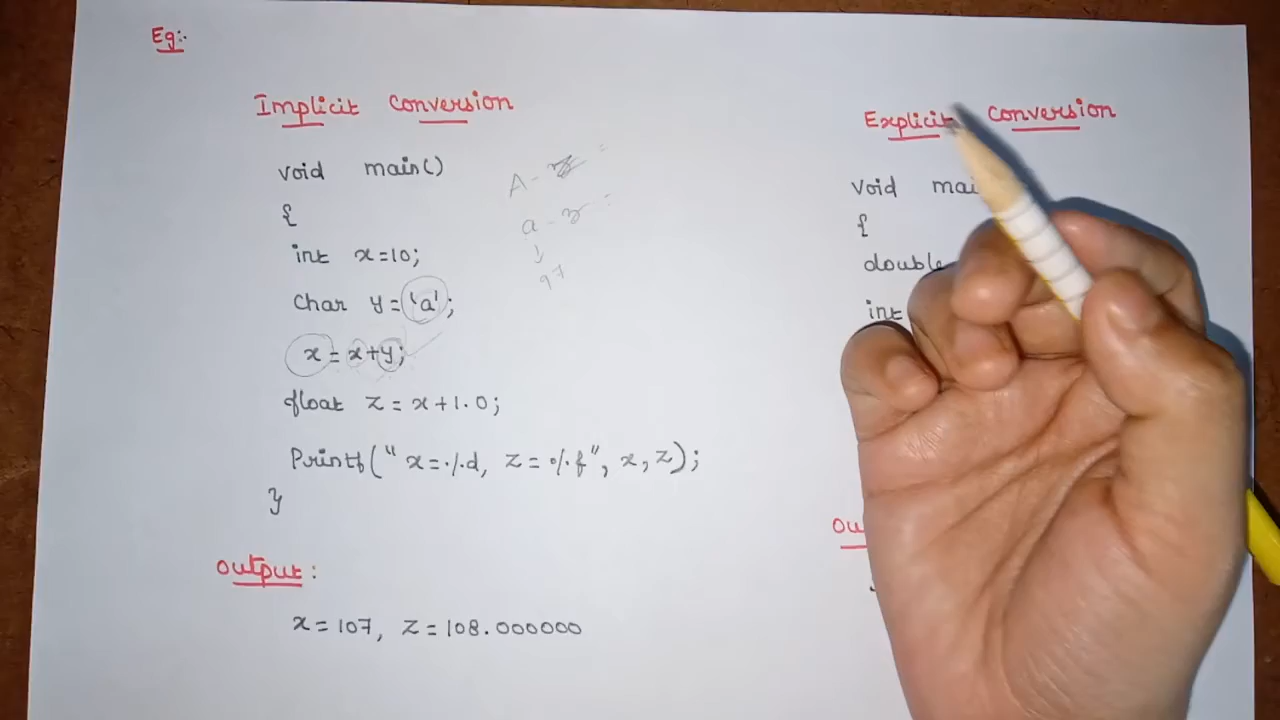 Eg:-
Implicit Conversion
void main()
{
int x=10;
Char y='a';
x=x+y;
float z=x+1.0;
Printf("x=%d, z=%f", x, z);
}
Output:
x=107, z=108.000000
A-
a-z =
97
Explicit Conversion
void
{
double
int